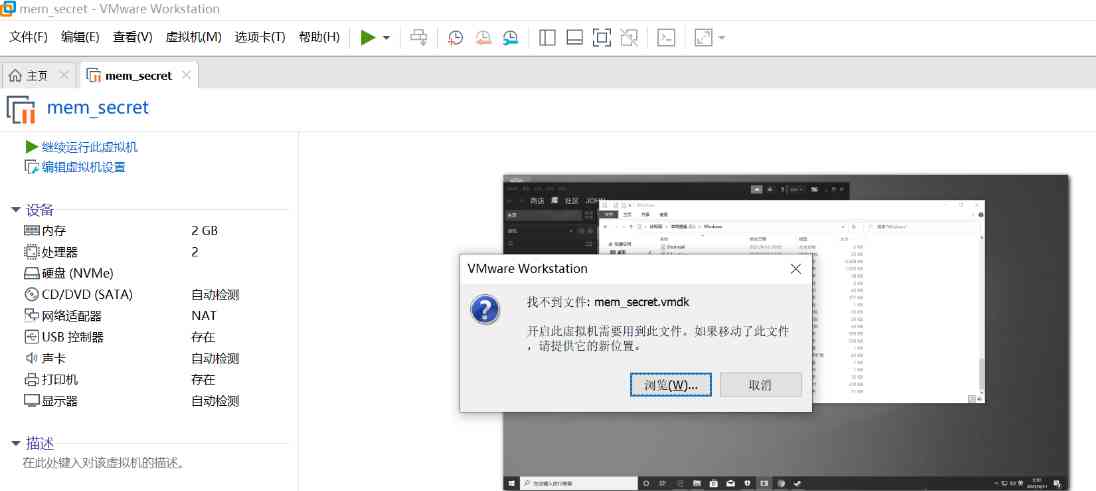 mem_secret - VMware Workstation
文件(F) 编辑(E) 查看(V) 虚拟机(M) 选项卡(T) 帮助(H)
主页 mem_secret
mem_secret
继续运行此虚拟机
编辑虚拟机设置
设备
内存 2 GB
处理器 2
硬盘 (NVMe)
CD/DVD (SATA) 自动检测
网络适配器 NAT
USB 控制器 存在
声卡 自动检测
打印机 存在
显示器 自动检测
描述
在此处键入对该虚拟机的描述。
商店 库 社区
Windows
VMware Workstation
找不到文件: mem_secret.vmdk
开启此虚拟机需要用到此文件。如果移动了此文件
，请提供它的新位置。
浏览(W)... 取消